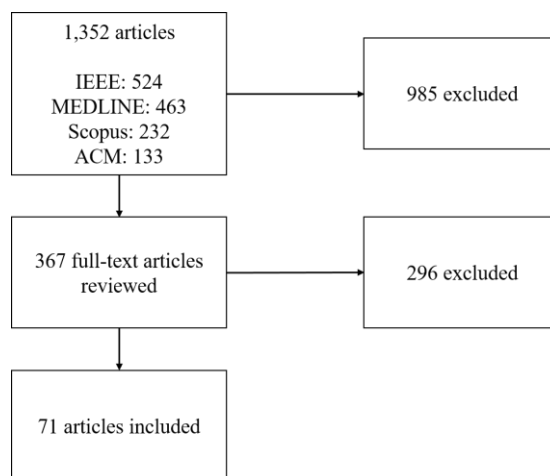 1,352 articles
IEEE: 524
MEDLINE: 463
Scopus: 232
ACM: 133
985 excluded
367 full-text articles
reviewed
296 excluded
71 articles included